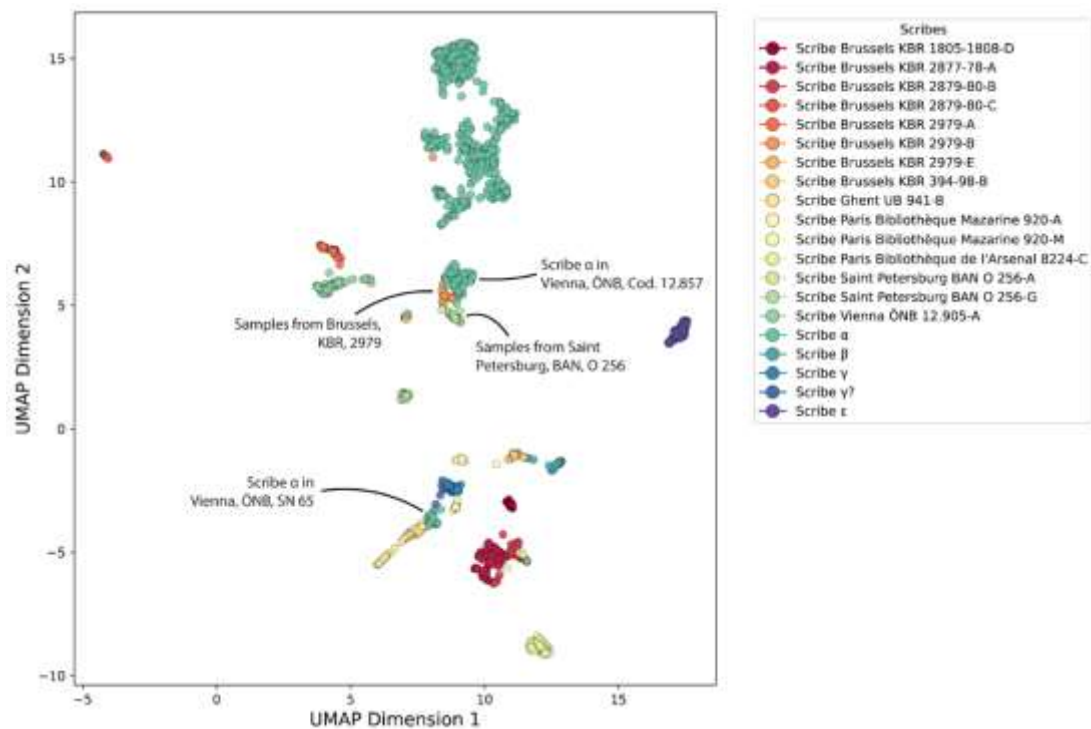 15
10
5
0
−5
−10
UMAP Dimension 2
−5
0
5
10
15
UMAP Dimension 1
Scribe α in
Vienna, ÖNB, Cod. 12.857
Samples from Brussels,
KBR, 2979
Samples from Saint
Petersburg, BAN, O 256
Scribe α in
Vienna, ÖNB, SN 65
Scribes
Scribe Brussels KBR 1805-1808-D
Scribe Brussels KBR 2877-78-A
Scribe Brussels KBR 2879-80-B
Scribe Brussels KBR 2879-80-C
Scribe Brussels KBR 2979-A
Scribe Brussels KBR 2979-B
Scribe Brussels KBR 2979-E
Scribe Brussels KBR 394-98-B
Scribe Ghent UB 941-B
Scribe Paris Bibliothèque Mazarine 920-A
Scribe Paris Bibliothèque Mazarine 920-M
Scribe Paris Bibliothèque de l'Arsenal 8224-C
Scribe Saint Petersburg BAN O 256-A
Scribe Saint Petersburg BAN O 256-G
Scribe Vienna ÖNB 12.905-A
Scribe α
Scribe β
Scribe γ
Scribe γ?
Scribe ε